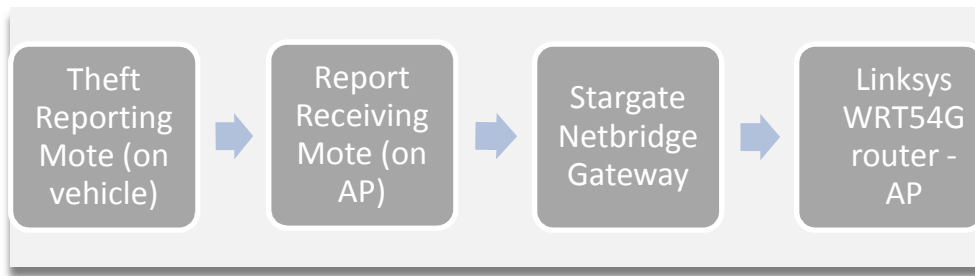 Theft
Reporting
Mote (on
vehicle)
Report
Receiving
Mote (on
AP)
Stargate
Netbridge
Gateway
Linksys
WRT54G
router -
AP